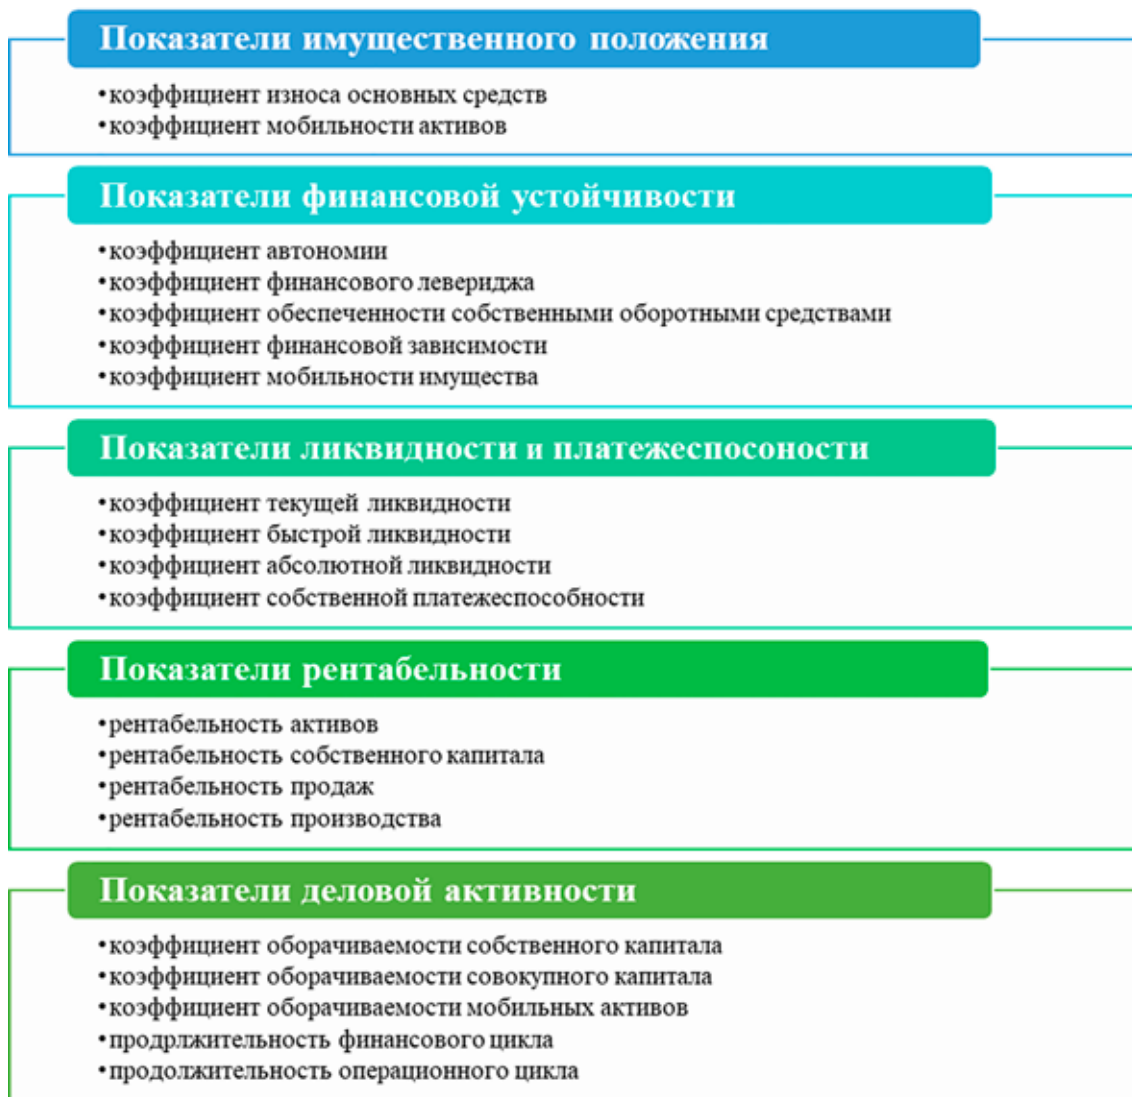 Показатели имущественного положения
•коэффициент износа основных средств
•коэффициент мобильности активов
Показатели финансовой устойчивости
•коэффициент автономии
•коэффициент финансового левериджа
•коэффициент обеспеченности собственными оборотными средствами
•коэффициент финансовой зависимости
•коэффициент мобильности имущества
Показатели ликвидности и платежеспосоности
•коэффициент текущей ликвидности
•коэффициент быстрой ликвидности
•коэффициент абсолютной ликвидности
•коэффициент собственной платежеспособности
Показатели рентабельности
•рентабельность активов
•рентабельность собственного капитала
•рентабельность продаж
•рентабельность производства
Показатели деловой активности
•коэффициент оборачиваемости собственного капитала
•коэффициент оборачиваемости совокупного капитала
•коэффициент оборачиваемости мобильных активов
•продрлжительность финансового цикла
•продолжительность операционного цикла